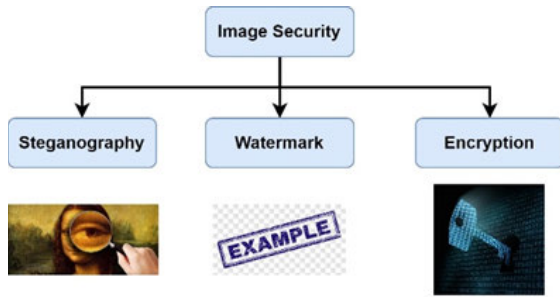 Image Security
Steganography
Watermark
Encryption
EXAMPLE